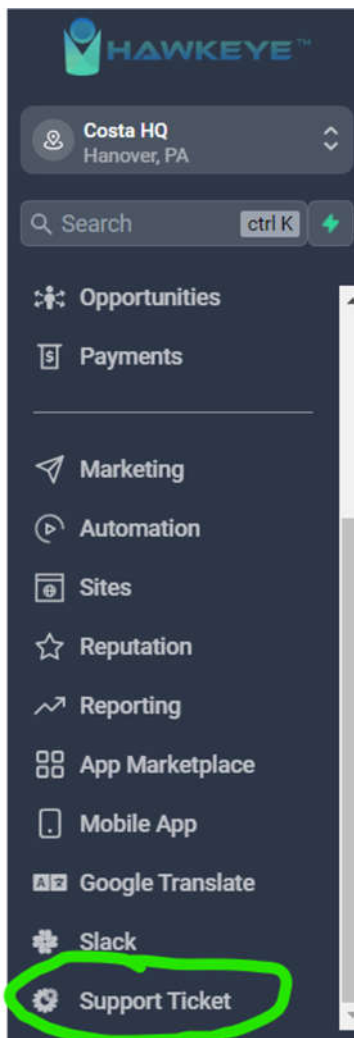 HAWKEYE™
Costa HQ
Hanover, PA
Search ctrl K
Opportunities
Payments
Marketing
Automation
Sites
Reputation
Reporting
App Marketplace
Mobile App
Google Translate
Slack
Support Ticket